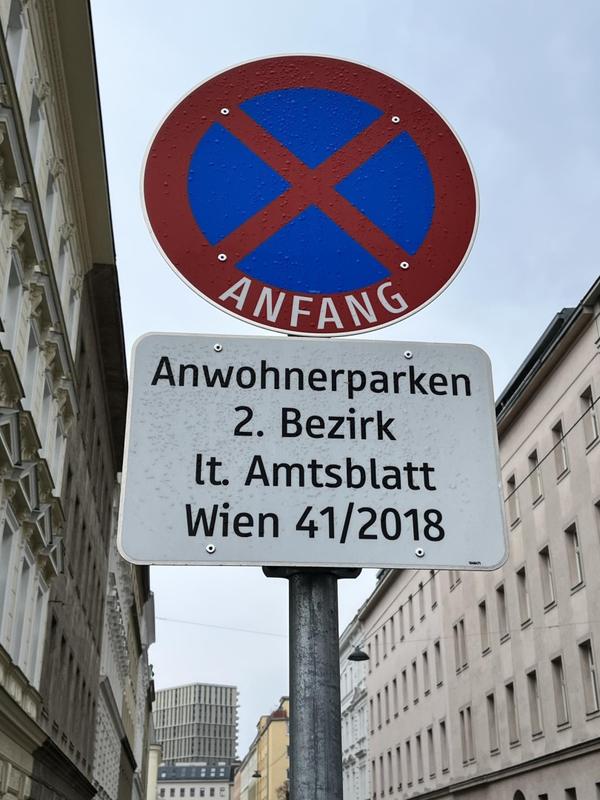 ANFANG
Anwohnerparken
2. Bezirk
lt. Amtsblatt
Wien 41/2018